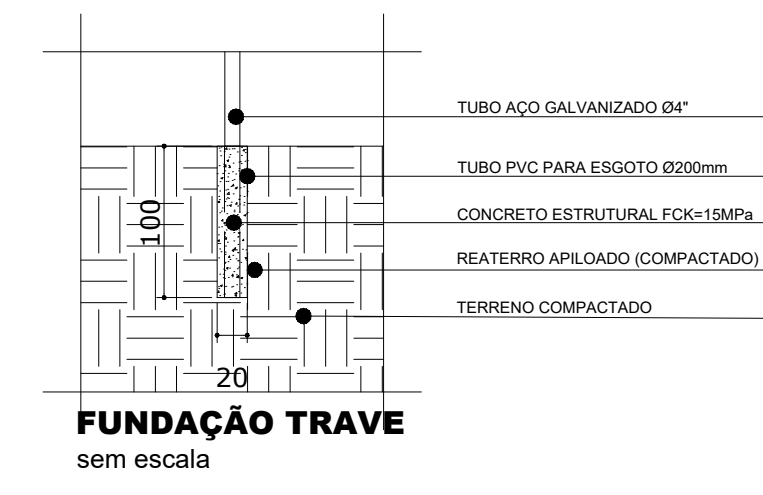 TUBO AÇO GALVANIZADO Ø4"
TUBO PVC PARA ESGOTO Ø200mm
CONCRETO ESTRUTURAL FCK=15MPa
REATERRO APILOADO (COMPACTADO)
TERRENO COMPACTADO
100
20
FUNDAÇÃO TRAVE
sem escala